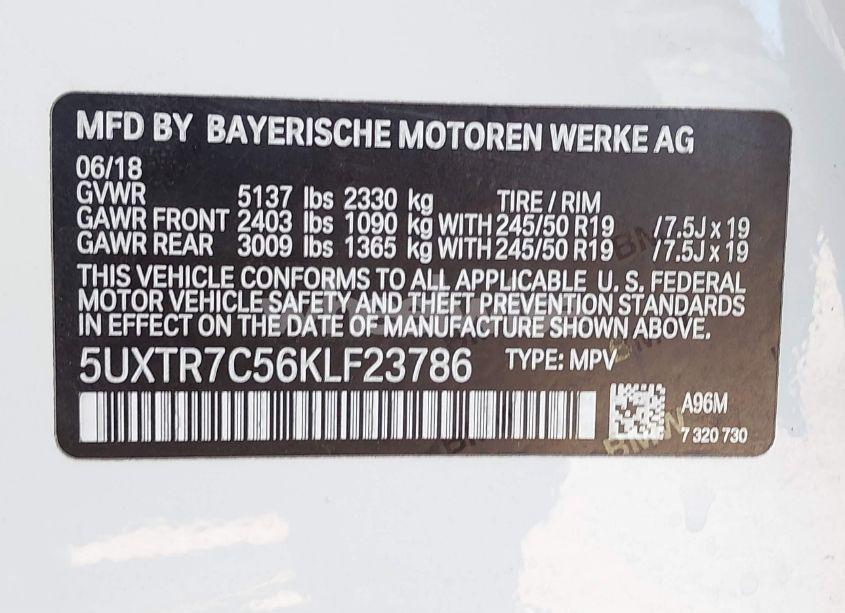 MFD BY BAYERISCHE MOTOREN WERKE AG
06/18
GVWR 5137 lbs 2330 kg TIRE / RIM
GAWR FRONT 2403 lbs 1090 kg WITH 245/50 R19 /7.5J x 19
GAWR REAR 3009 lbs 1365 kg WITH 245/50 R19 /7.5J x 19
THIS VEHICLE CONFORMS TO ALL APPLICABLE U. S. FEDERAL
MOTOR VEHICLE SAFETY AND THEFT PREVENTION STANDARDS
IN EFFECT ON THE DATE OF MANUFACTURE SHOWN ABOVE.
5UXTR7C56KLF23786 TYPE: MPV
A96M
7 320 730
BMW